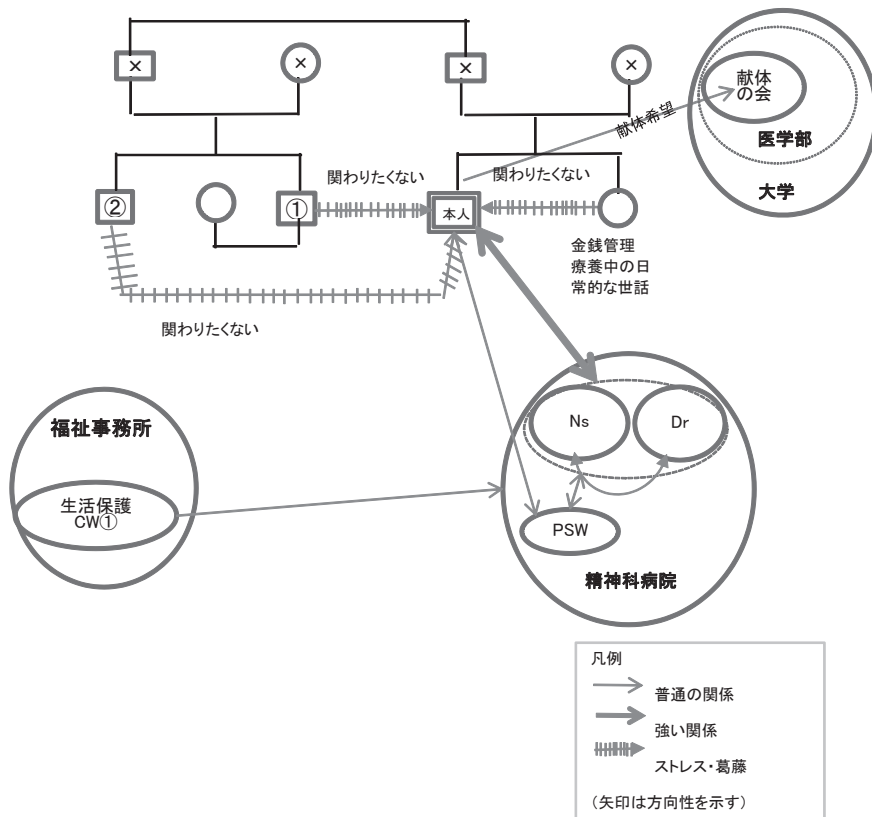 ×
×
×
×
献体
の会
医学部
大学
献体希望
関わりたくない
関わりたくない
②
①
本人
金銭管理
療養中の日
常的な世話
関わりたくない
福祉事務所
生活保護
CW①
Ns
Dr
PSW
精神科病院
凡例
普通の関係
強い関係
ストレス・葛藤
(矢印は方向性を示す)